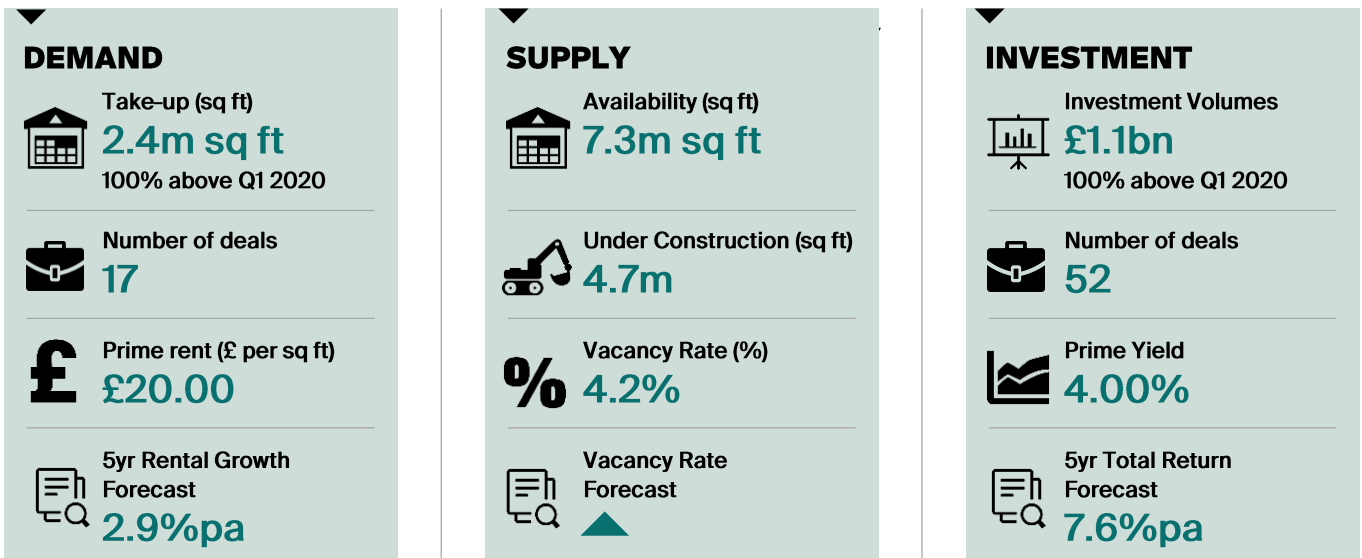 DEMAND
Take-up (sq ft)
2.4m sq ft
100% above Q1 2020
Number of deals
17
£
Prime rent (£ per sq ft)
£20.00
5yr Rental Growth
Forecast
2.9%pa
SUPPLY
Availability (sq ft)
7.3m sq ft
Under Construction (sq ft)
4.7m
%
Vacancy Rate (%)
4.2%
Vacancy Rate
Forecast
INVESTMENT
Investment Volumes
£1.1bn
100% above Q1 2020
Number of deals
52
Prime Yield
4.00%
5yr Total Return
Forecast
7.6%pa